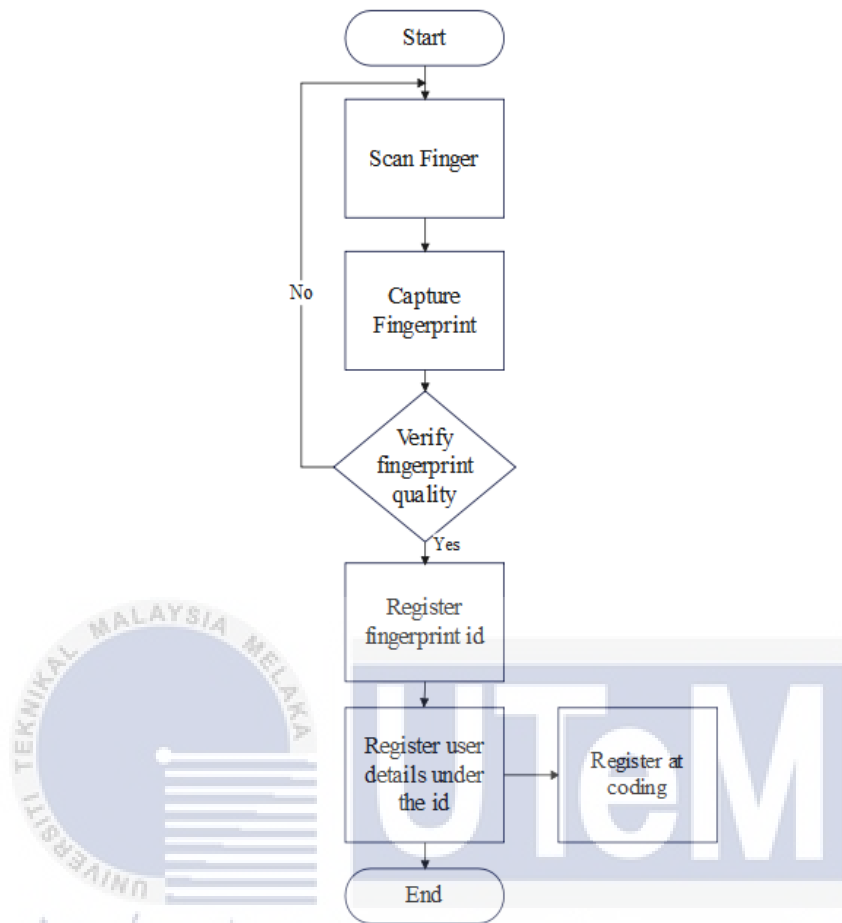 Start
Scan Finger
Capture
Fingerprint
No
Verify
fingerprint
quality
Yes
Register
fingerprint id
Register user
details under
the id
Register at
coding
End
UNIVERSITI TEKNIKAL MALAYSIA MELAKA
UTeM